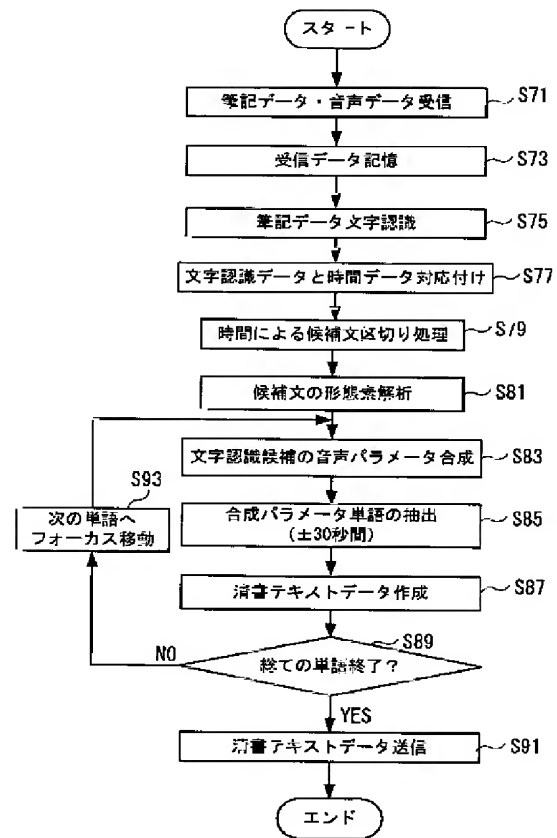 スタート
筆記データ・音声データ受信
S71
受信データ記憶
S73
筆記データ文字認識
S75
文字認識データと時間データ対応付け
S77
時間による候補文区切り処理
S79
候補文の形態素解析
S81
文字認識候補の音声パラメータ合成
S83
S93
次の単語へ
フォーカス移動
合成パラメータ単語の抽出
(±30秒間)
S85
清書テキストデータ作成
S87
総ての単語終了?
S89
NO
YES
清書テキストデータ送信
S91
エンド